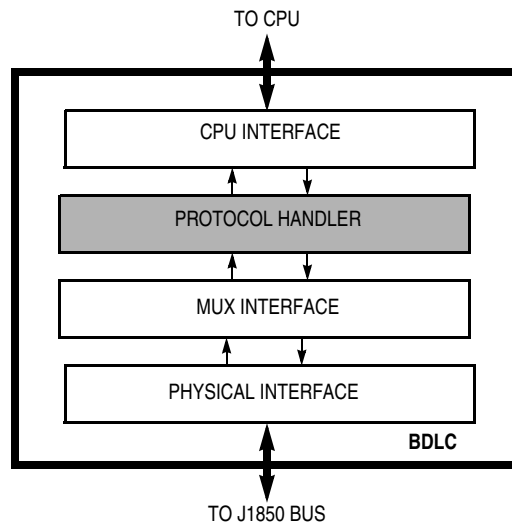 TO CPU
CPU INTERFACE
PROTOCOL HANDLER
MUX INTERFACE
PHYSICAL INTERFACE
BDLC
TO J1850 BUS